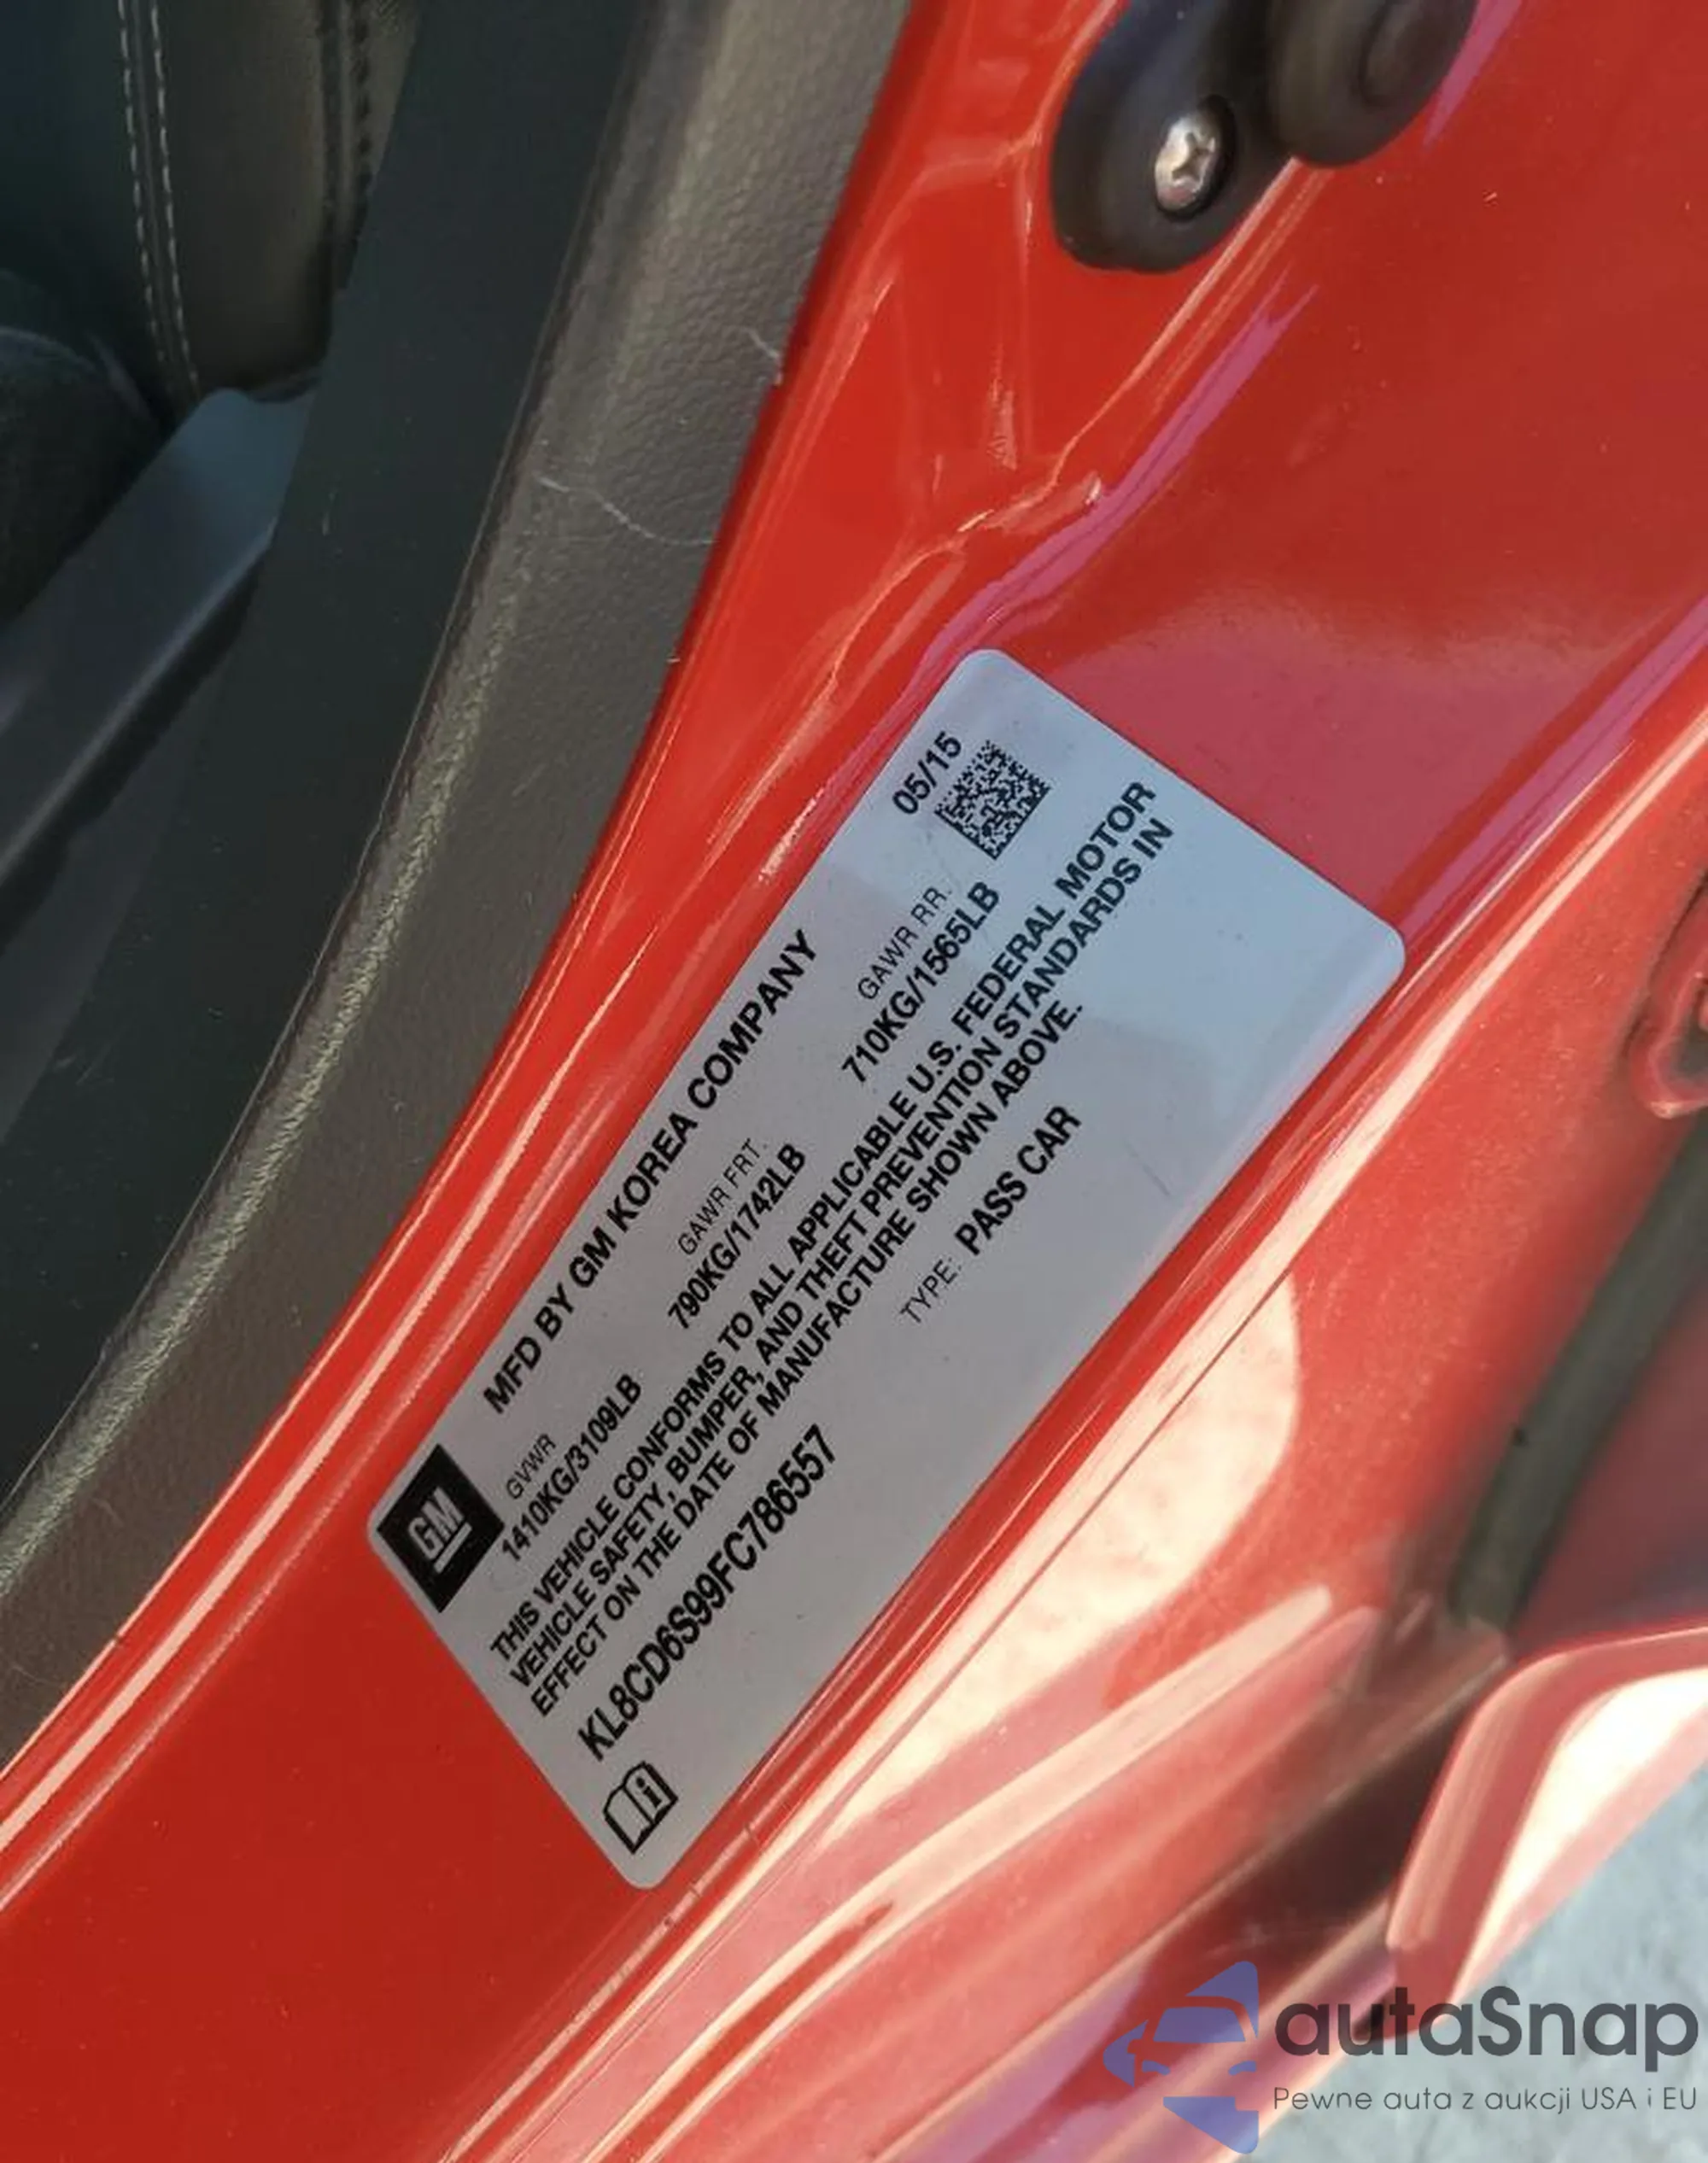 GM
MFD BY GM KOREA COMPANY
05/15
GVWR
GAWR FRT.
GAWR RR.
1410KG/3109LB
790KG/1742LB
710KG/1565LB
THIS VEHICLE CONFORMS TO ALL APPLICABLE U.S. FEDERAL MOTOR
VEHICLE SAFETY, BUMPER, AND THEFT PREVENTION STANDARDS IN
EFFECT ON THE DATE OF MANUFACTURE SHOWN ABOVE.
KL8CD6S99FC786557
TYPE: PASS CAR
autaSnap
Pewne auta z aukcji USA i EU